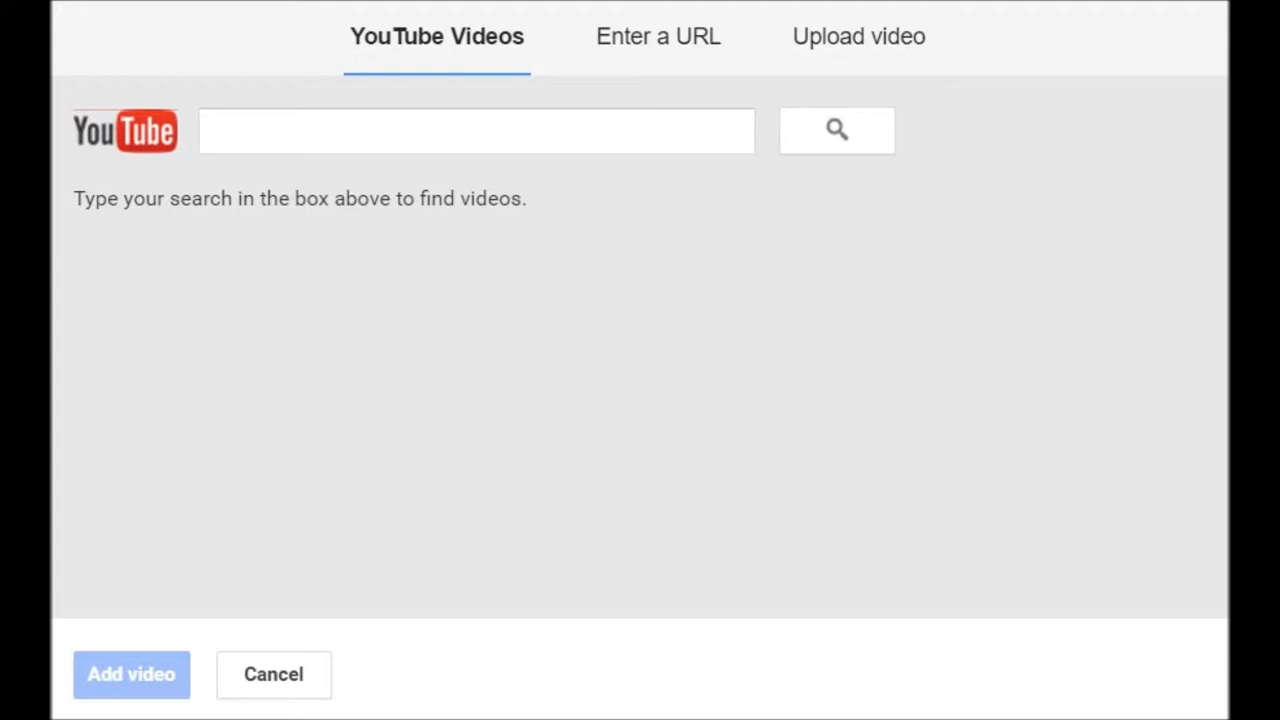 YouTube Videos Enter a URL Upload video
YouTube
Type your search in the box above to find videos.
Add video Cancel